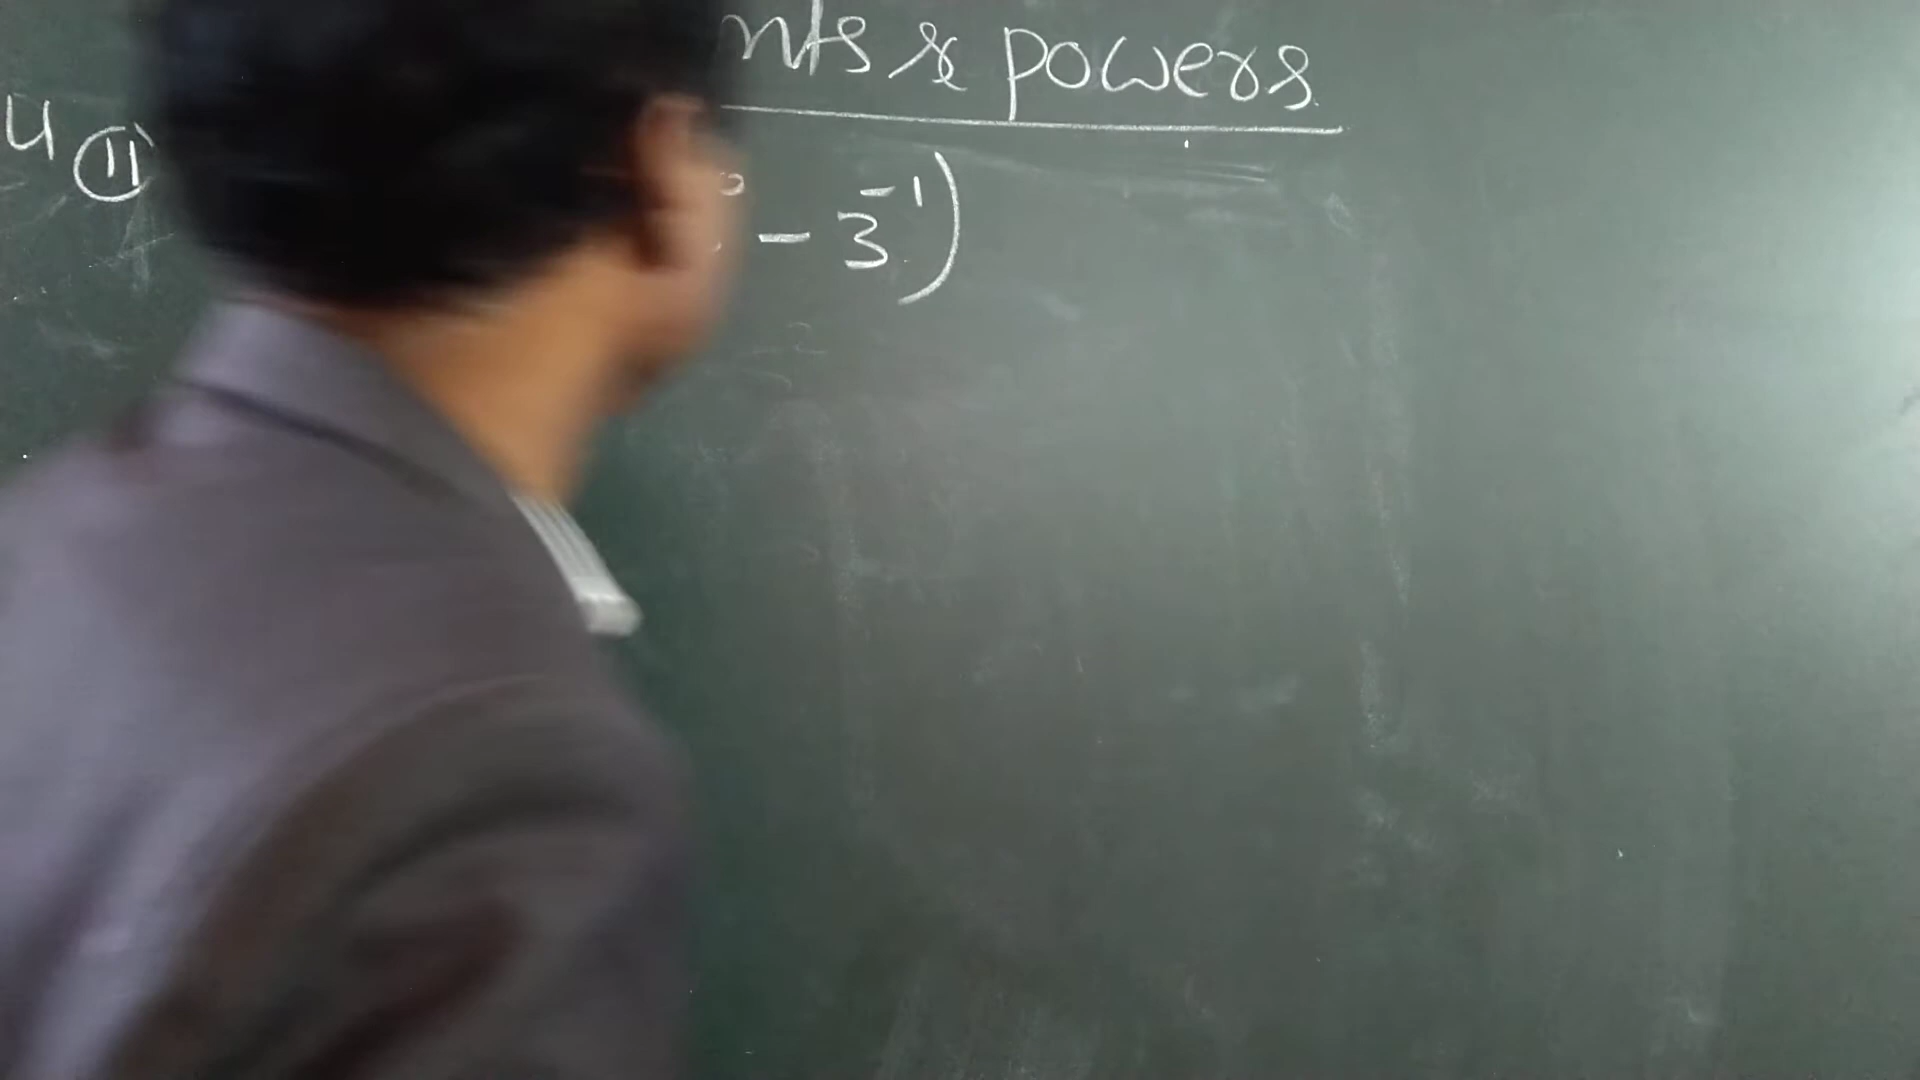 nts & powers
4 (ii)
- 3⁻¹)